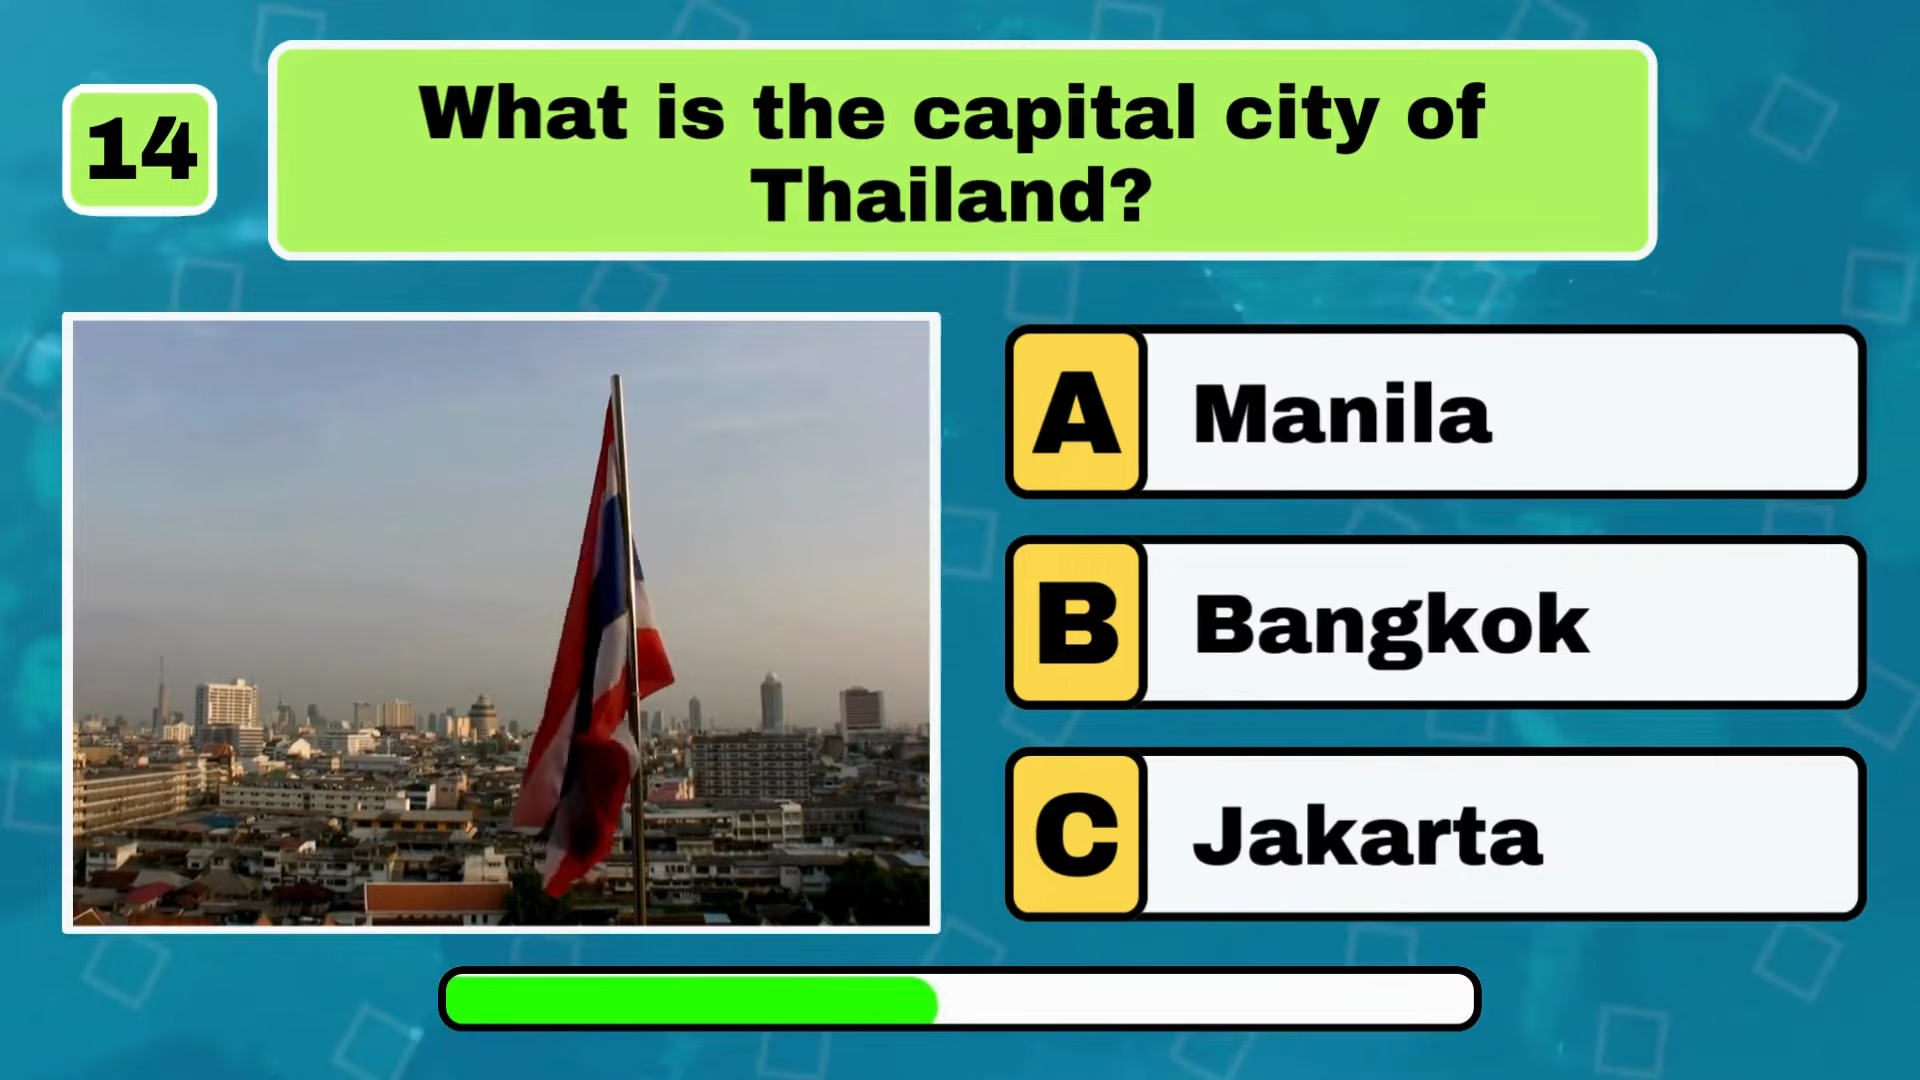 14
What is the capital city of
Thailand?
A Manila
B Bangkok
C Jakarta